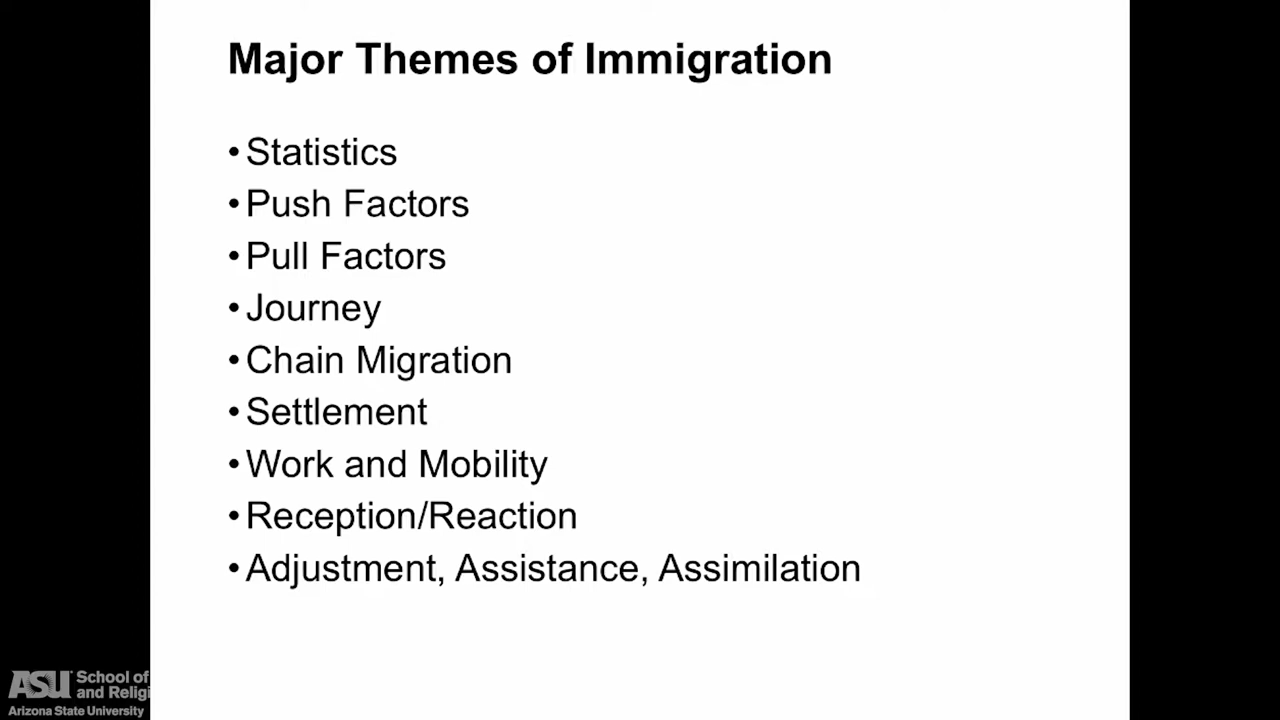 Major Themes of Immigration
•Statistics
•Push Factors
•Pull Factors
•Journey
•Chain Migration
•Settlement
•Work and Mobility
•Reception/Reaction
•Adjustment, Assistance, Assimilation
ASU School of
and Religi
Arizona State University